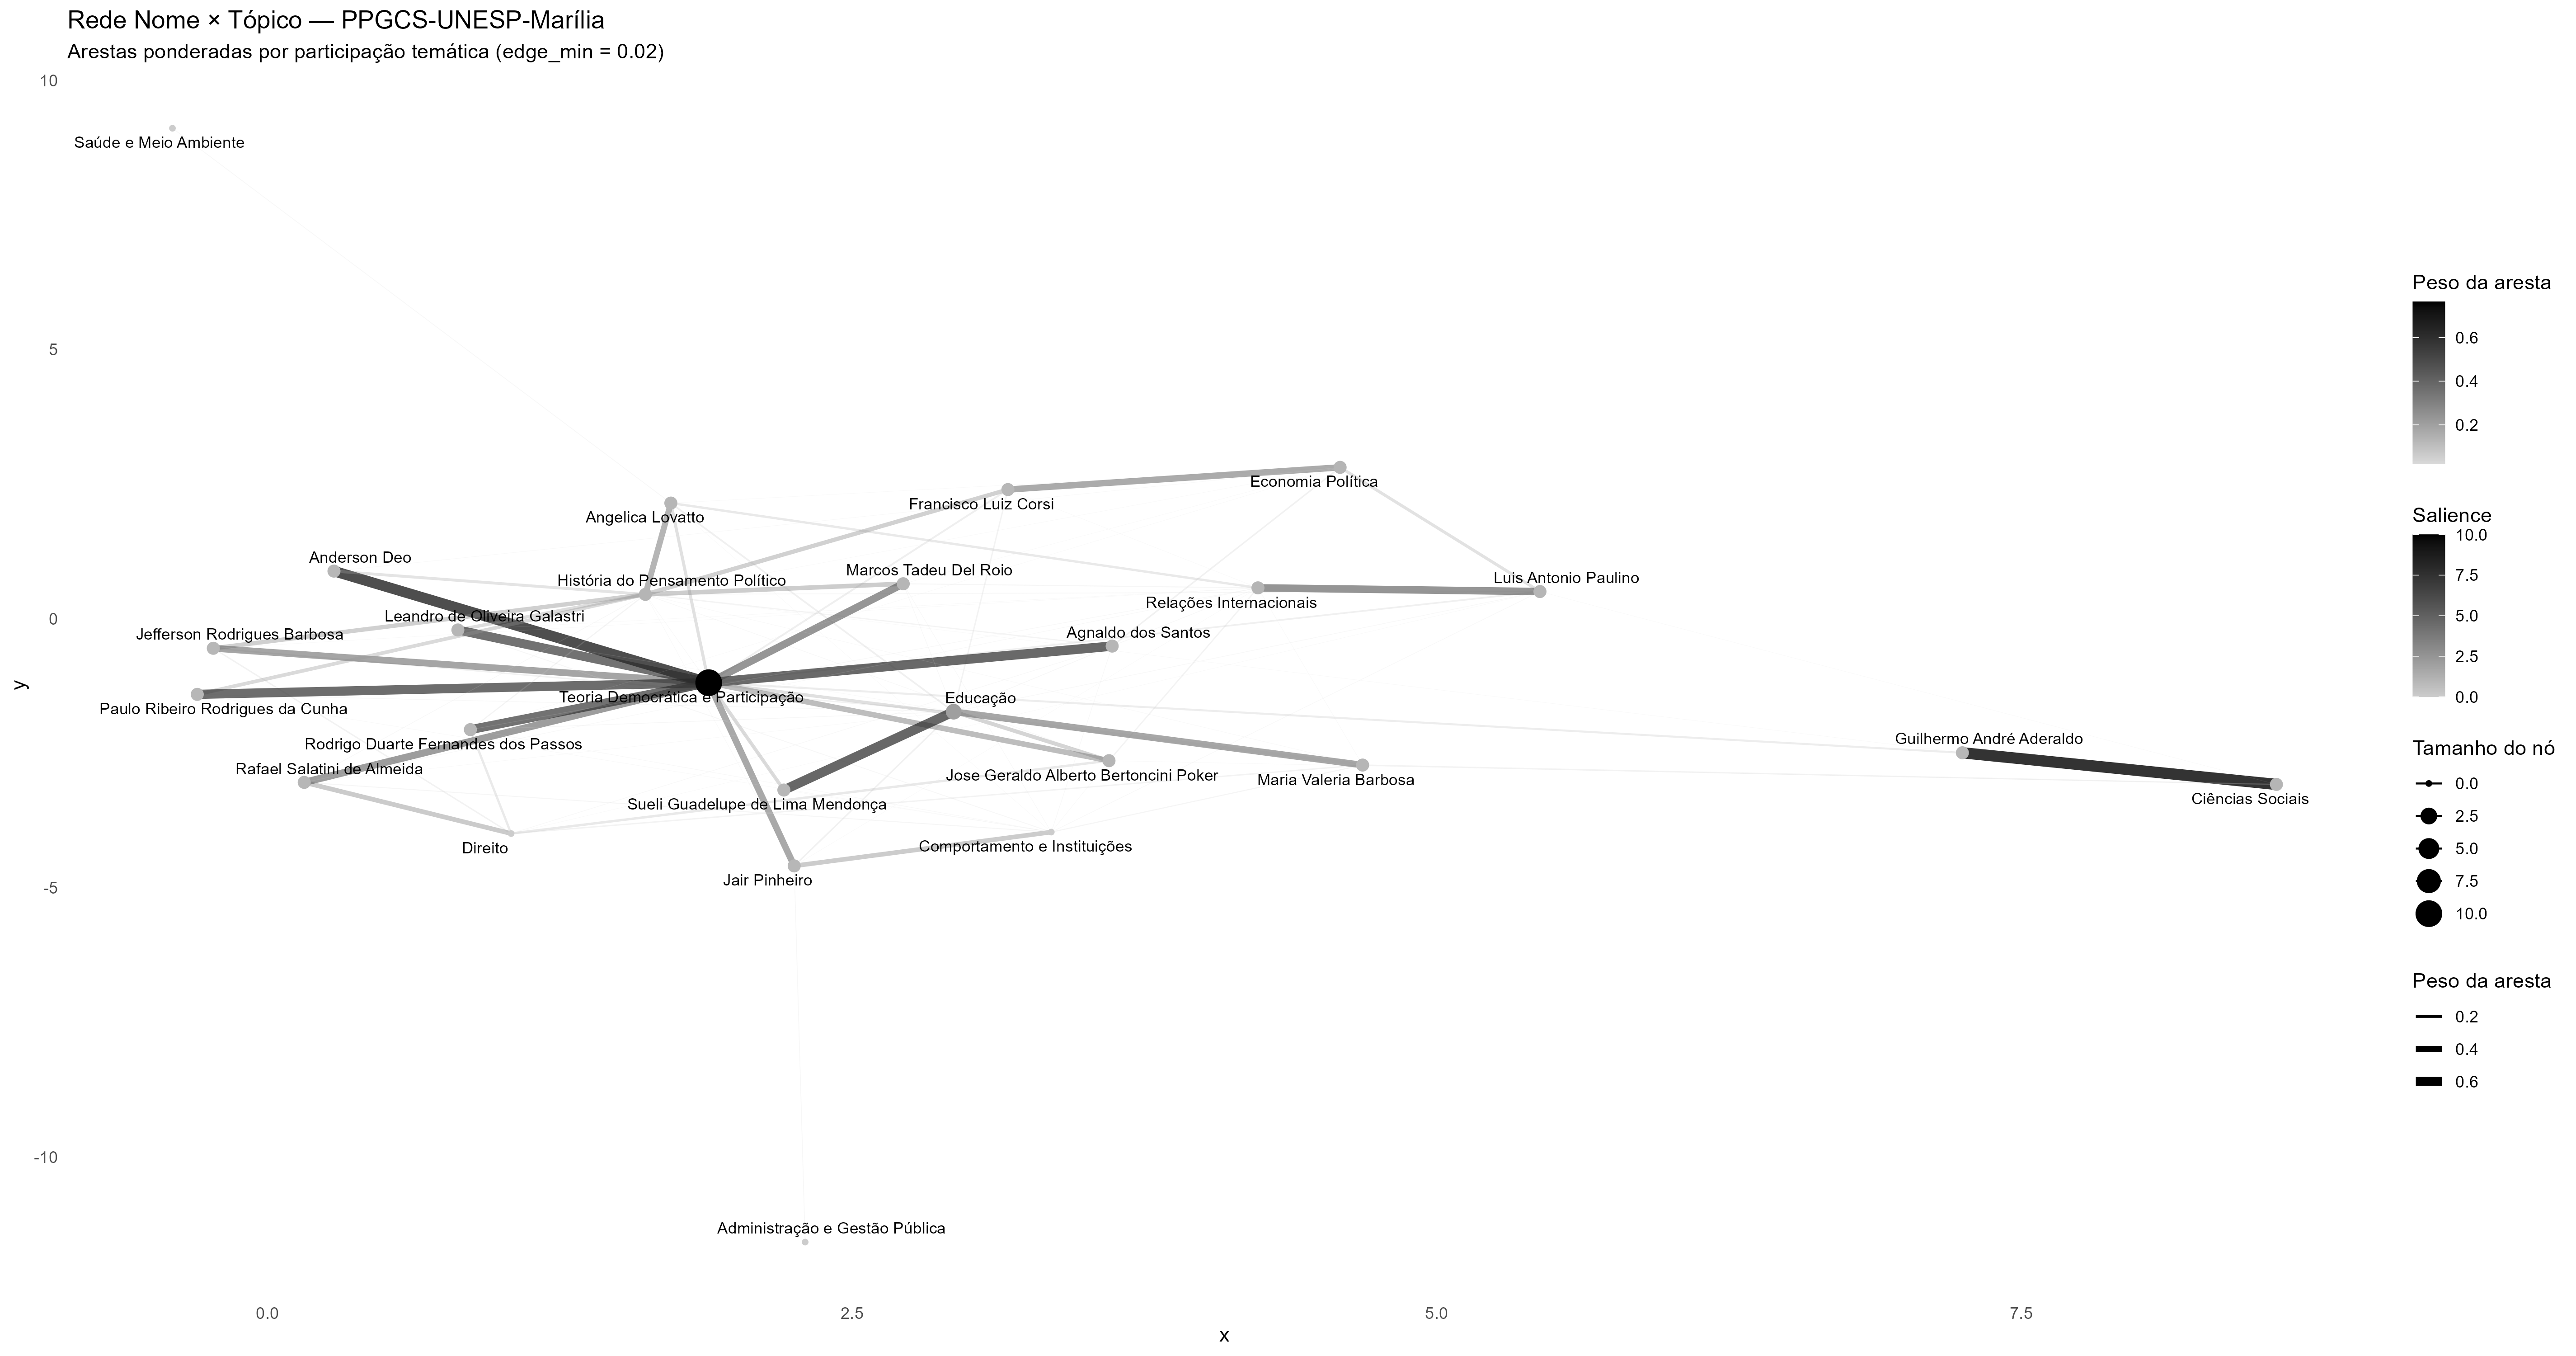 Rede Nome × Tópico — PPGCS-UNESP-Marília
Arestas ponderadas por participação temática (edge_min = 0.02)
10
5
0
-5
-10
y
0.0
2.5
5.0
7.5
x
Saúde e Meio Ambiente
Economia Política
Francisco Luiz Corsi
Angelica Lovatto
Anderson Deo
Marcos Tadeu Del Roio
História do Pensamento Político
Luis Antonio Paulino
Relações Internacionais
Leandro de Oliveira Galastri
Jefferson Rodrigues Barbosa
Agnaldo dos Santos
Teoria Democrática e Participação
Educação
Paulo Ribeiro Rodrigues da Cunha
Guilhermo André Aderaldo
Rodrigo Duarte Fernandes dos Passos
Rafael Salatini de Almeida
Jose Geraldo Alberto Bertoncini Poker
Maria Valeria Barbosa
Ciências Sociais
Sueli Guadelupe de Lima Mendonça
Direito
Comportamento e Instituições
Jair Pinheiro
Administração e Gestão Pública
Peso da aresta
0.6
0.4
0.2
Salience
10.0
7.5
5.0
2.5
0.0
Tamanho do nó
0.0
2.5
5.0
7.5
10.0
Peso da aresta
0.2
0.4
0.6